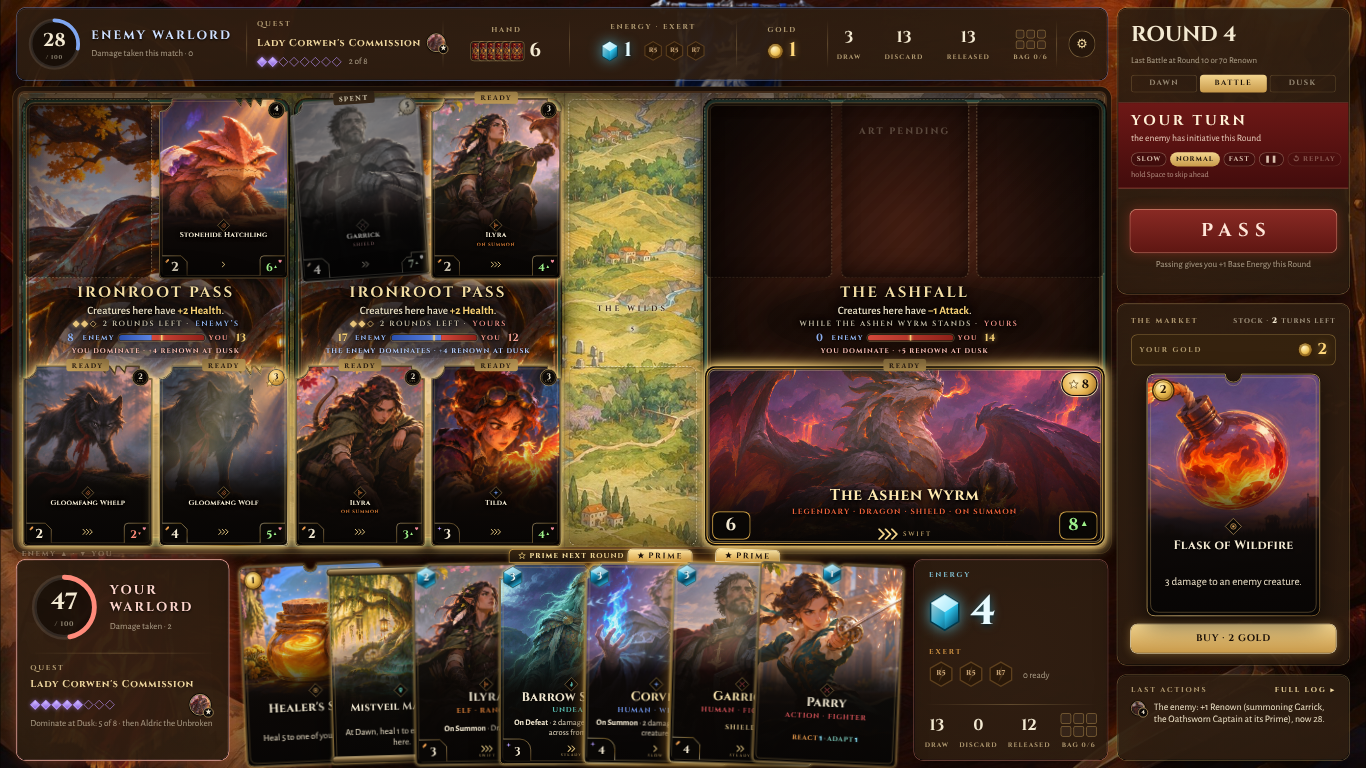 28
/ 100
ENEMY WARLORD
Damage taken this match · 0
QUEST
LADY CORWEN'S COMMISSION
2 of 8
HAND
6
ENERGY · EXERT
1
R5 R5 R7
GOLD
1
3 DRAW
13 DISCARD
13 RELEASED
BAG 0/6
ROUND 4
Last Battle at Round 10 or 70 Renown
DAWN BATTLE DUSK
YOUR TURN
the enemy has initiative this Round
SLOW NORMAL FAST REPLAY
hold Space to skip ahead
PASS
Passing gives you +1 Base Energy this Round
THE MARKET STOCK · 2 TURNS LEFT
YOUR GOLD 2
2
FLASK OF WILDFIRE
3 damage to an enemy creature.
BUY · 2 GOLD
LAST ACTIONS FULL LOG ▸
The enemy: +1 Renown (summoning Garrick,
the Oathsworn Captain at its Prime), now 28.
4
STONEHIDE HATCHLING
2 6
SPENT
5
GARRICK
SHIELD
4 7
READY
3
ILYRA
ON SUMMON
2 4
IRONROOT PASS
Creatures here have +2 Health.
2 ROUNDS LEFT · ENEMY'S
8 ENEMY YOU 13
YOU DOMINATE · +4 RENOWN AT DUSK
IRONROOT PASS
Creatures here have +2 Health.
2 ROUNDS LEFT · YOURS
17 ENEMY YOU 12
THE ENEMY DOMINATES · +4 RENOWN AT DUSK
THE WILDS
5
ART PENDING
THE ASHFALL
Creatures here have −1 Attack.
WHILE THE ASHEN WYRM STANDS · YOURS
0 ENEMY YOU 14
YOU DOMINATE · +5 RENOWN AT DUSK
READY
2
GLOOMFANG WHELP
2 2
READY
3
GLOOMFANG WOLF
4 5
READY
2
ILYRA
ON SUMMON
2 3
READY
3
TILDA
3 4
READY
8
THE ASHEN WYRM
LEGENDARY · DRAGON · SHIELD · ON SUMMON
6 SWIFT 8
ENEMY ▲ · ▼ YOU
☆ PRIME NEXT ROUND
★ PRIME
★ PRIME
47
/ 100
YOUR
WARLORD
Damage taken · 2
QUEST
LADY CORWEN'S COMMISSION
Dominate at Dusk: 5 of 8 · then Aldric the Unbroken
1
HEALER'S S
Heal 5 to one of you
MISTVEIL M
At Dawn, heal 1 to
here.
2
ILYR
ELF · RAN
On Summon · D
3
3
BARROW S
UNDEA
On Defeat · 2 damag
across fro
3
3
CORV
HUMAN · W
On Summon · 2 dam
creatur
4
3
GARRI
HUMAN · F
SHIEL
4
1
PARRY
ACTION · FIGHTER
REACT 1 · ADAPT 1
ENERGY
4
EXERT
R5 R5 R7 0 ready
13 DRAW
0 DISCARD
12 RELEASED
BAG 0/6